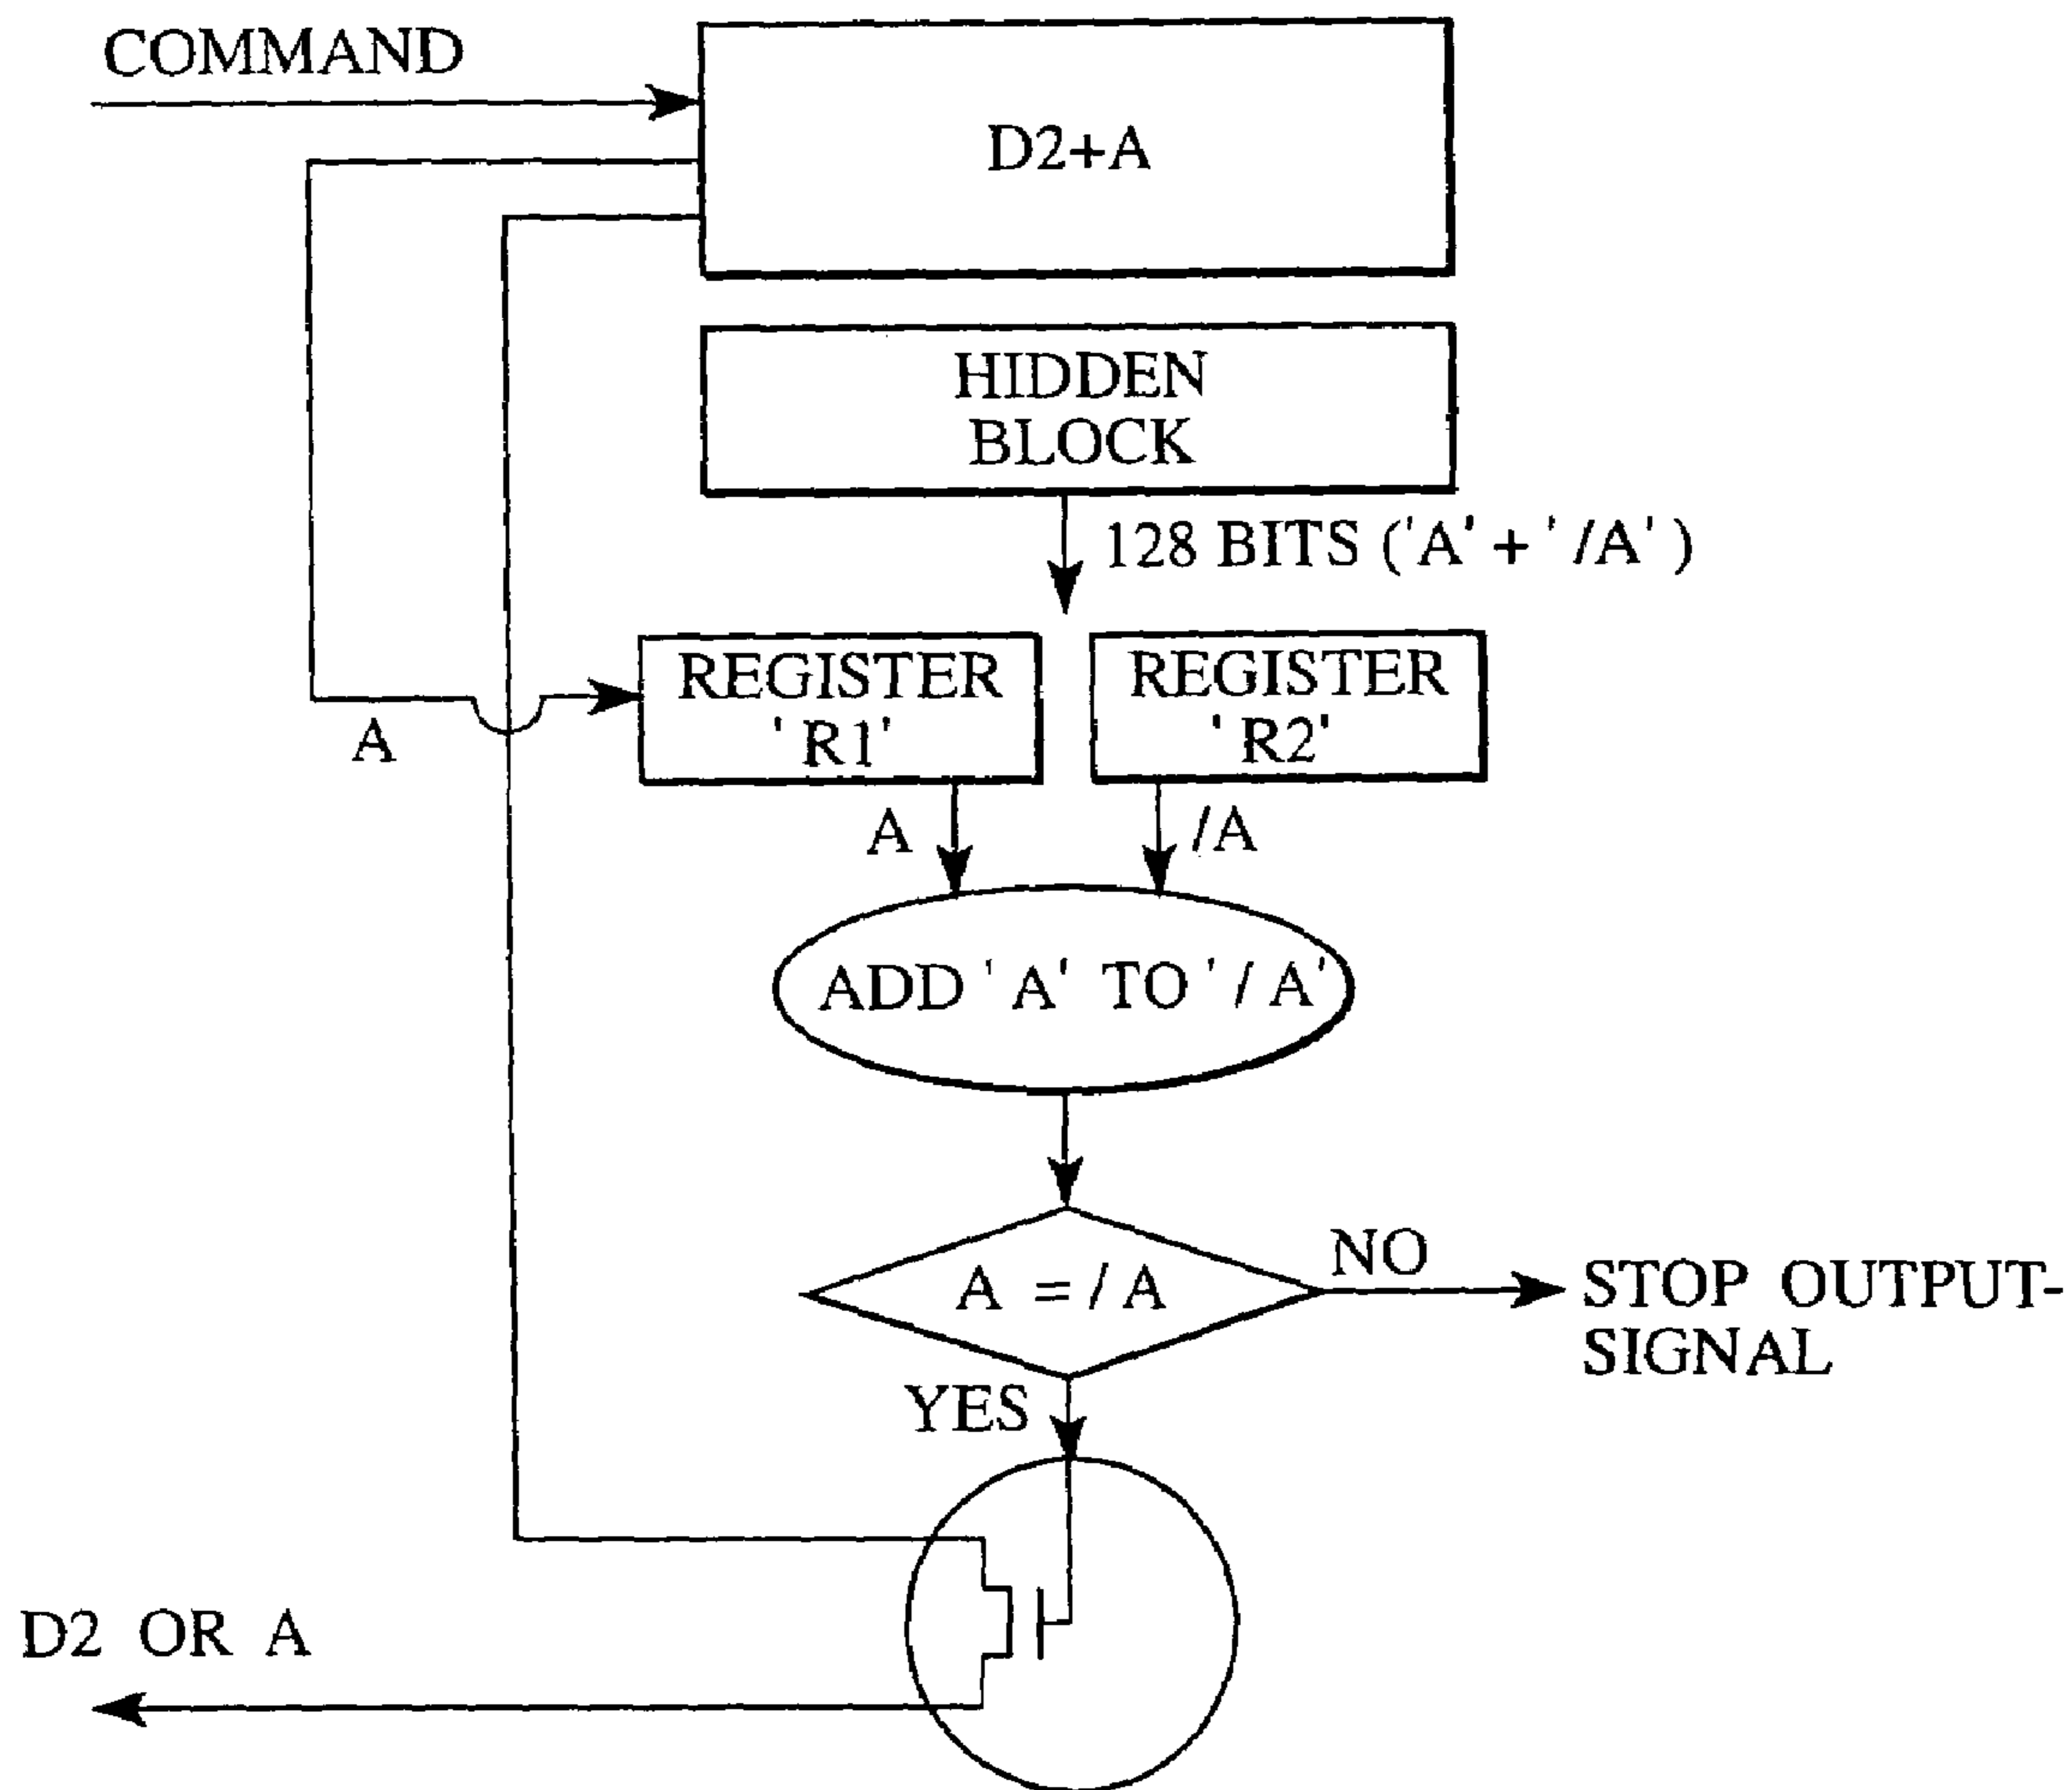 COMMAND
D2+A
HIDDEN
BLOCK
128 BITS ('A' + '/A')
REGISTER
'R1'
REGISTER
'R2'
A
A
/A
ADD 'A' TO '/A'
A =/A
NO
STOP OUTPUT-
SIGNAL
YES
D2 OR A